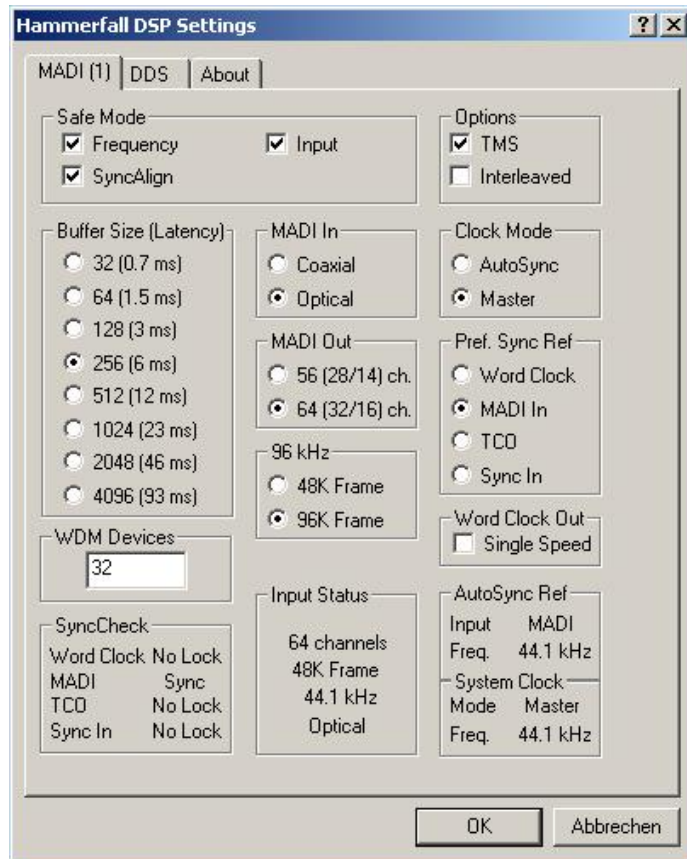 Hammerfall DSP Settings
MADI (1) DDS About
Safe Mode
Frequency Input
SyncAlign
Options
TMS
Interleaved
Buffer Size (Latency)
32 (0.7 ms)
64 (1.5 ms)
128 (3 ms)
256 (6 ms)
512 (12 ms)
1024 (23 ms)
2048 (46 ms)
4096 (93 ms)
MADI In
Coaxial
Optical
MADI Out
56 (28/14) ch.
64 (32/16) ch.
96 kHz
48K Frame
96K Frame
Clock Mode
AutoSync
Master
Pref. Sync Ref
Word Clock
MADI In
TCO
Sync In
Word Clock Out
Single Speed
WDM Devices
32
SyncCheck
Word Clock No Lock
MADI Sync
TCO No Lock
Sync In No Lock
Input Status
64 channels
48K Frame
44.1 kHz
Optical
AutoSync Ref
Input MADI
Freq. 44.1 kHz
System Clock
Mode Master
Freq. 44.1 kHz
OK Abbrechen